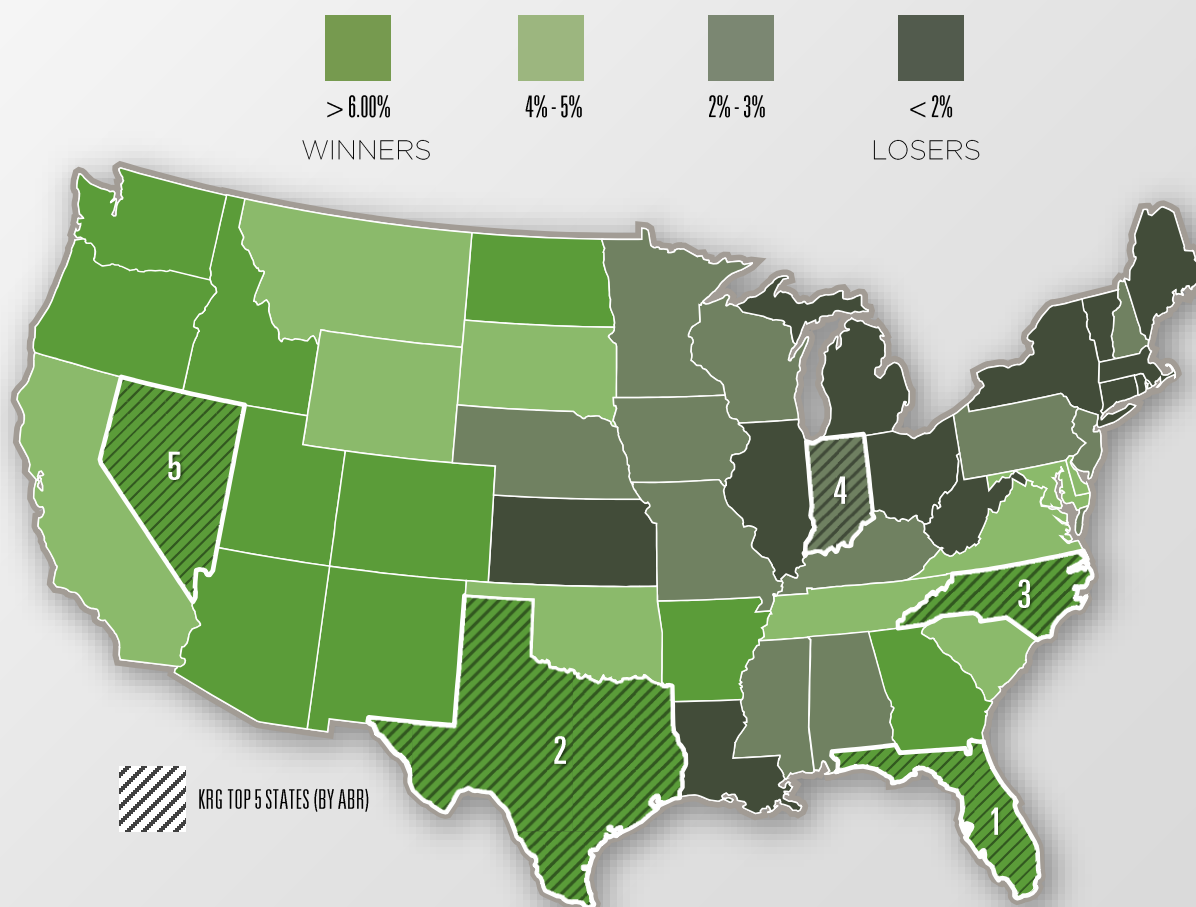 > 6.00% 4% - 5% 2% - 3% < 2%
WINNERS LOSERS
5
4
3
2
1
KRG TOP 5 STATES (BY ABR)